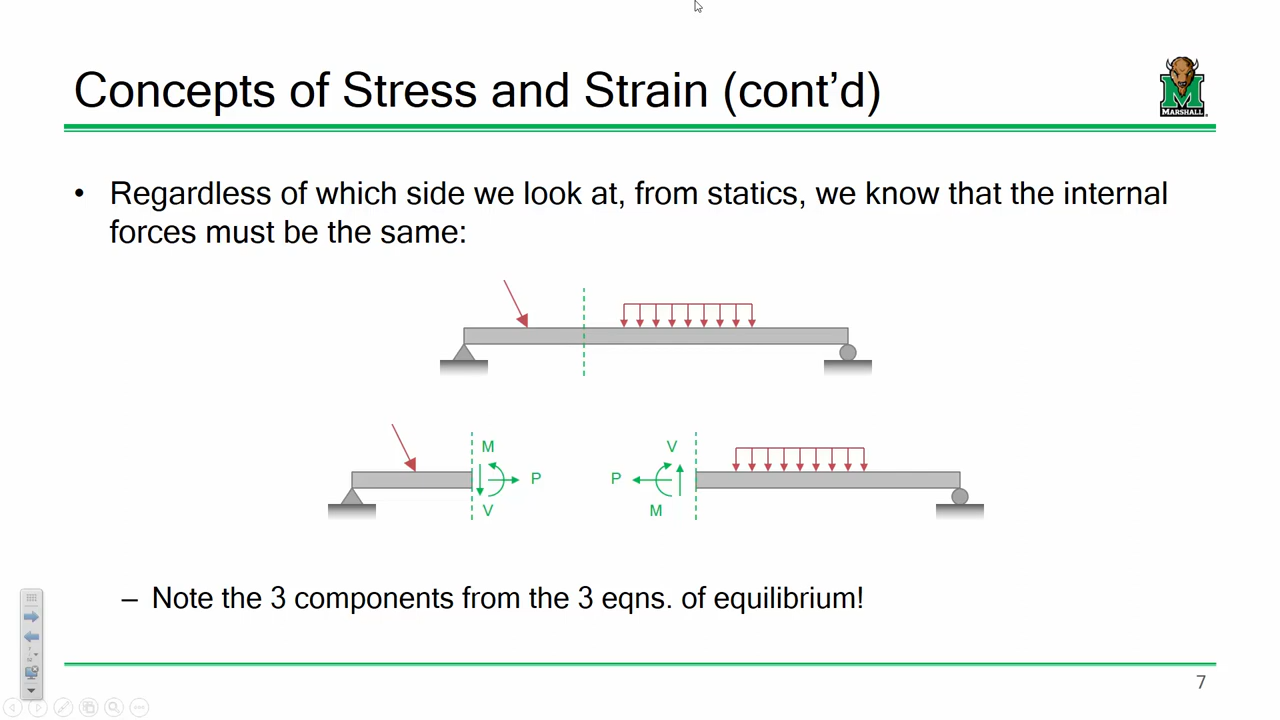 Concepts of Stress and Strain (cont’d)
MARSHALL
• Regardless of which side we look at, from statics, we know that the internal
forces must be the same:
M
P
V
V
P
M
– Note the 3 components from the 3 eqns. of equilibrium!
7